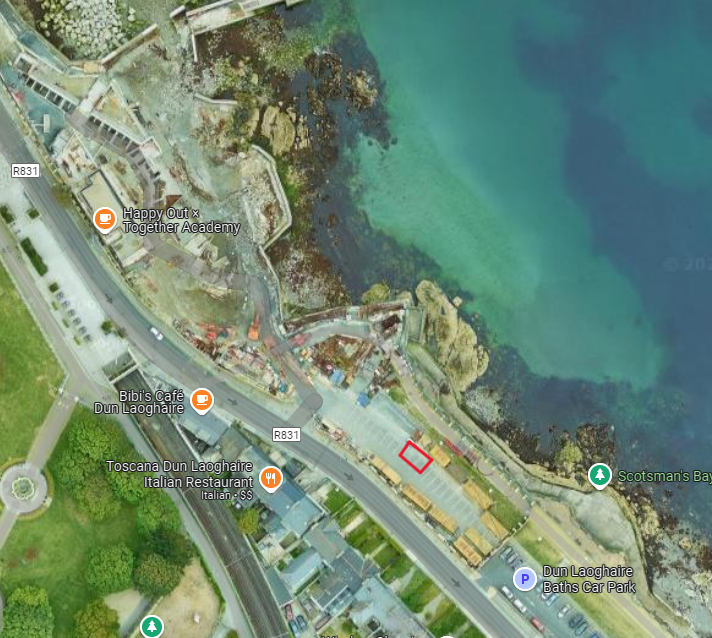 R831
Happy Out ×
Together Academy
Bibi's Café
Dun Laoghaire
R831
Toscana Dun Laoghaire
Italian Restaurant
Italian • $$
Scotsman's Bay
Dun Laoghaire
Baths Car Park
P